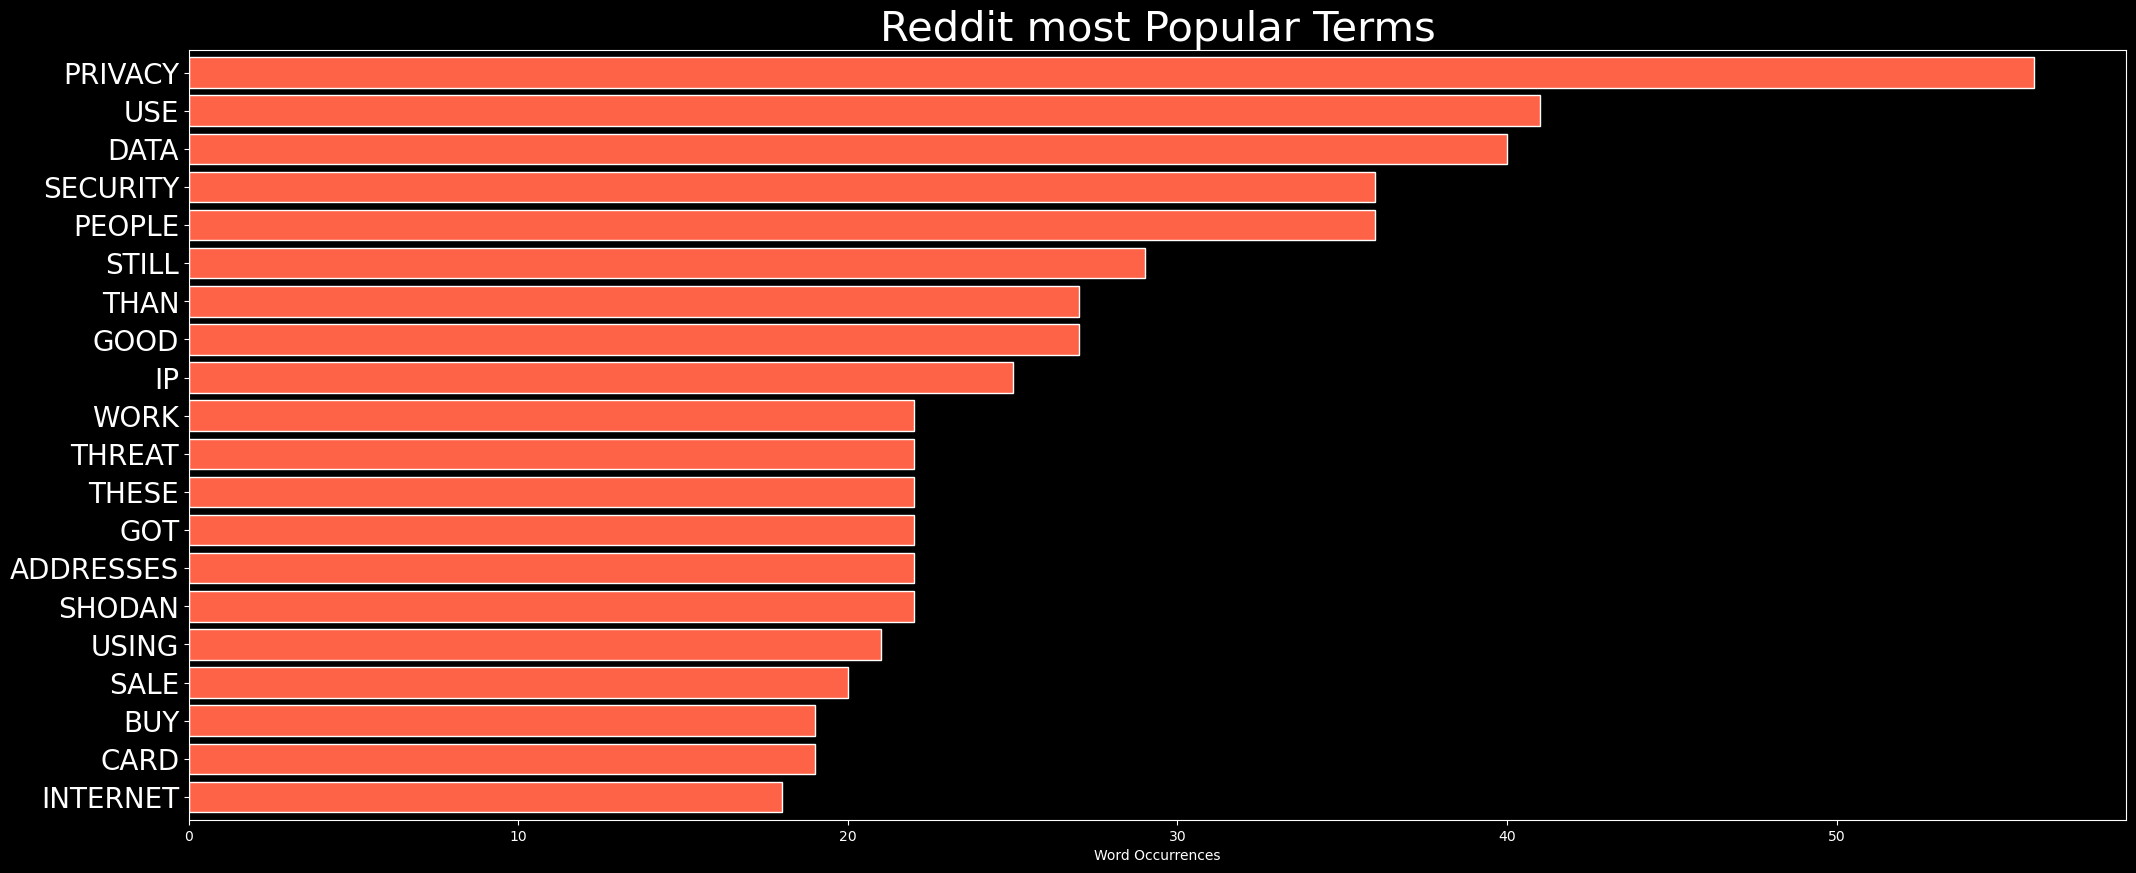 Reddit most Popular Terms
PRIVACY
USE
DATA
SECURITY
PEOPLE
STILL
THAN
GOOD
IP
WORK
THREAT
THESE
GOT
ADDRESSES
SHODAN
USING
SALE
BUY
CARD
INTERNET
0 10 20 30 40 50
Word Occurrences